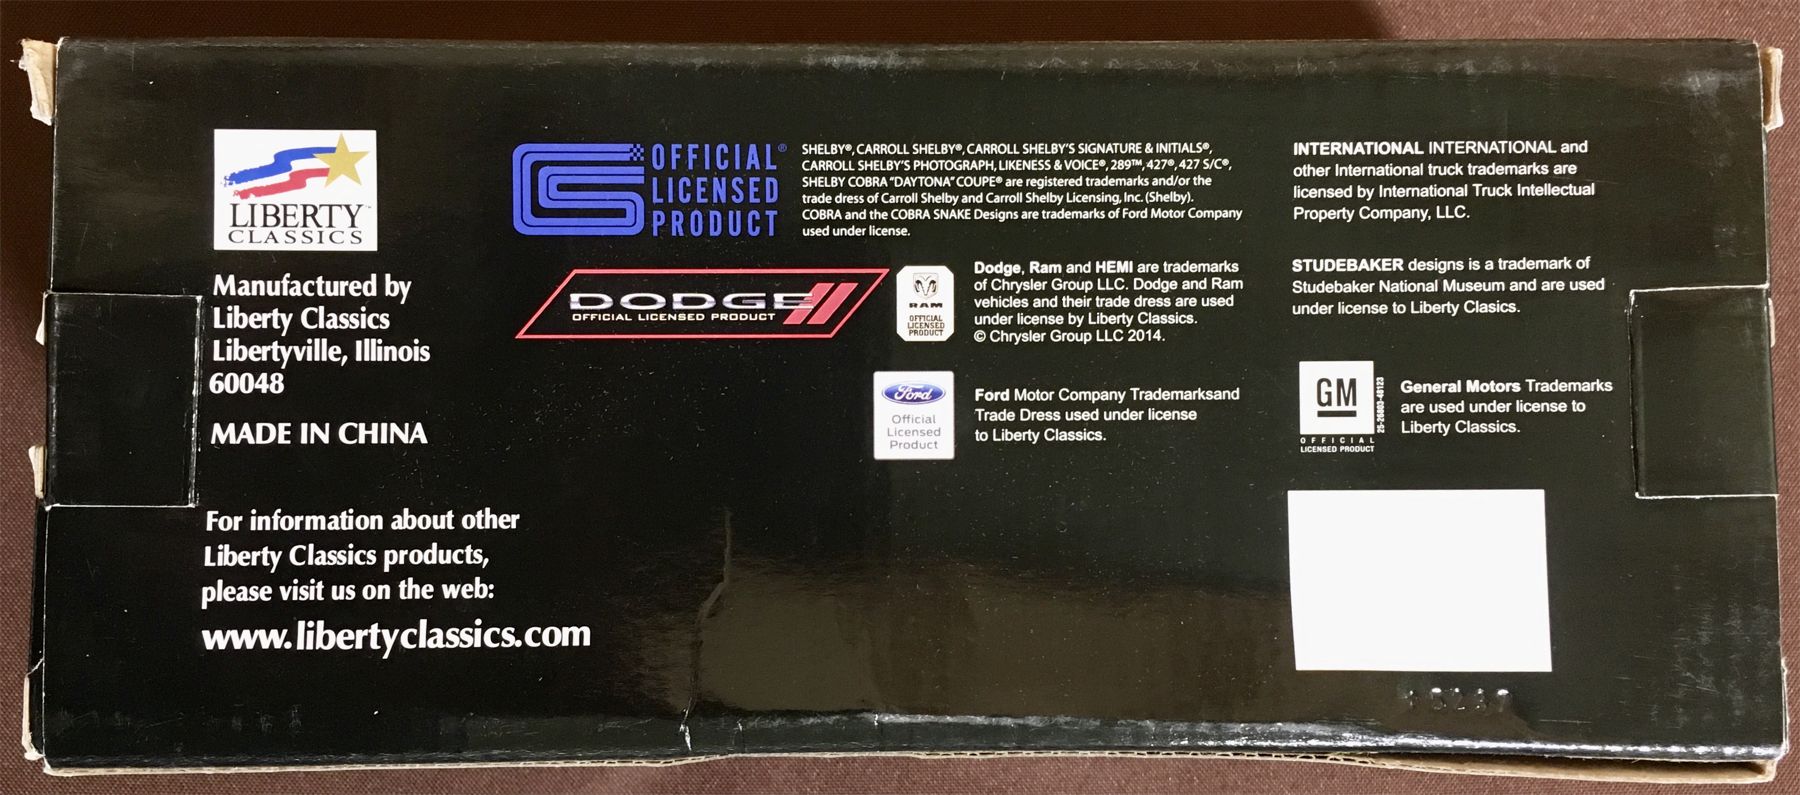 LIBERTY™
CLASSICS
Manufactured by
Liberty Classics
Libertyville, Illinois
60048
MADE IN CHINA
For information about other
Liberty Classics products,
please visit us on the web:
www.libertyclassics.com
OFFICIAL®
LICENSED
PRODUCT
SHELBY®, CARROLL SHELBY®, CARROLL SHELBY'S SIGNATURE & INITIALS®,
CARROLL SHELBY'S PHOTOGRAPH, LIKENESS & VOICE®, 289™, 427®, 427 S/C®,
SHELBY COBRA "DAYTONA" COUPE® are registered trademarks and/or the
trade dress of Carroll Shelby and Carroll Shelby Licensing, Inc. (Shelby).
COBRA and the COBRA SNAKE Designs are trademarks of Ford Motor Company
used under license.
DODGE
OFFICIAL LICENSED PRODUCT
RAM
OFFICIAL
LICENSED
PRODUCT
Dodge, Ram and HEMI are trademarks
of Chrysler Group LLC. Dodge and Ram
vehicles and their trade dress are used
under license by Liberty Classics.
© Chrysler Group LLC 2014.
Ford
Official
Licensed
Product
Ford Motor Company Trademarksand
Trade Dress used under license
to Liberty Classics.
INTERNATIONAL INTERNATIONAL and
other International truck trademarks are
licensed by International Truck Intellectual
Property Company, LLC.
STUDEBAKER designs is a trademark of
Studebaker National Museum and are used
under license to Liberty Clasics.
GM
OFFICIAL
LICENSED PRODUCT
General Motors Trademarks
are used under license to
Liberty Classics.